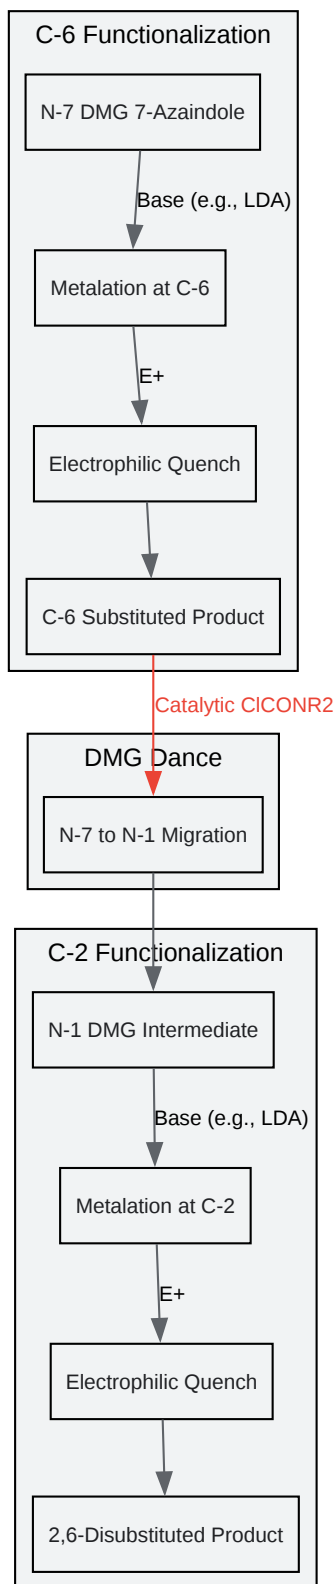 C-6 Functionalization
N-7 DMG 7-Azaindole
Base (e.g., LDA)
Metalation at C-6
E+
Electrophilic Quench
C-6 Substituted Product
Catalytic ClCONR2
DMG Dance
N-7 to N-1 Migration
C-2 Functionalization
N-1 DMG Intermediate
Base (e.g., LDA)
Metalation at C-2
E+
Electrophilic Quench
2,6-Disubstituted Product